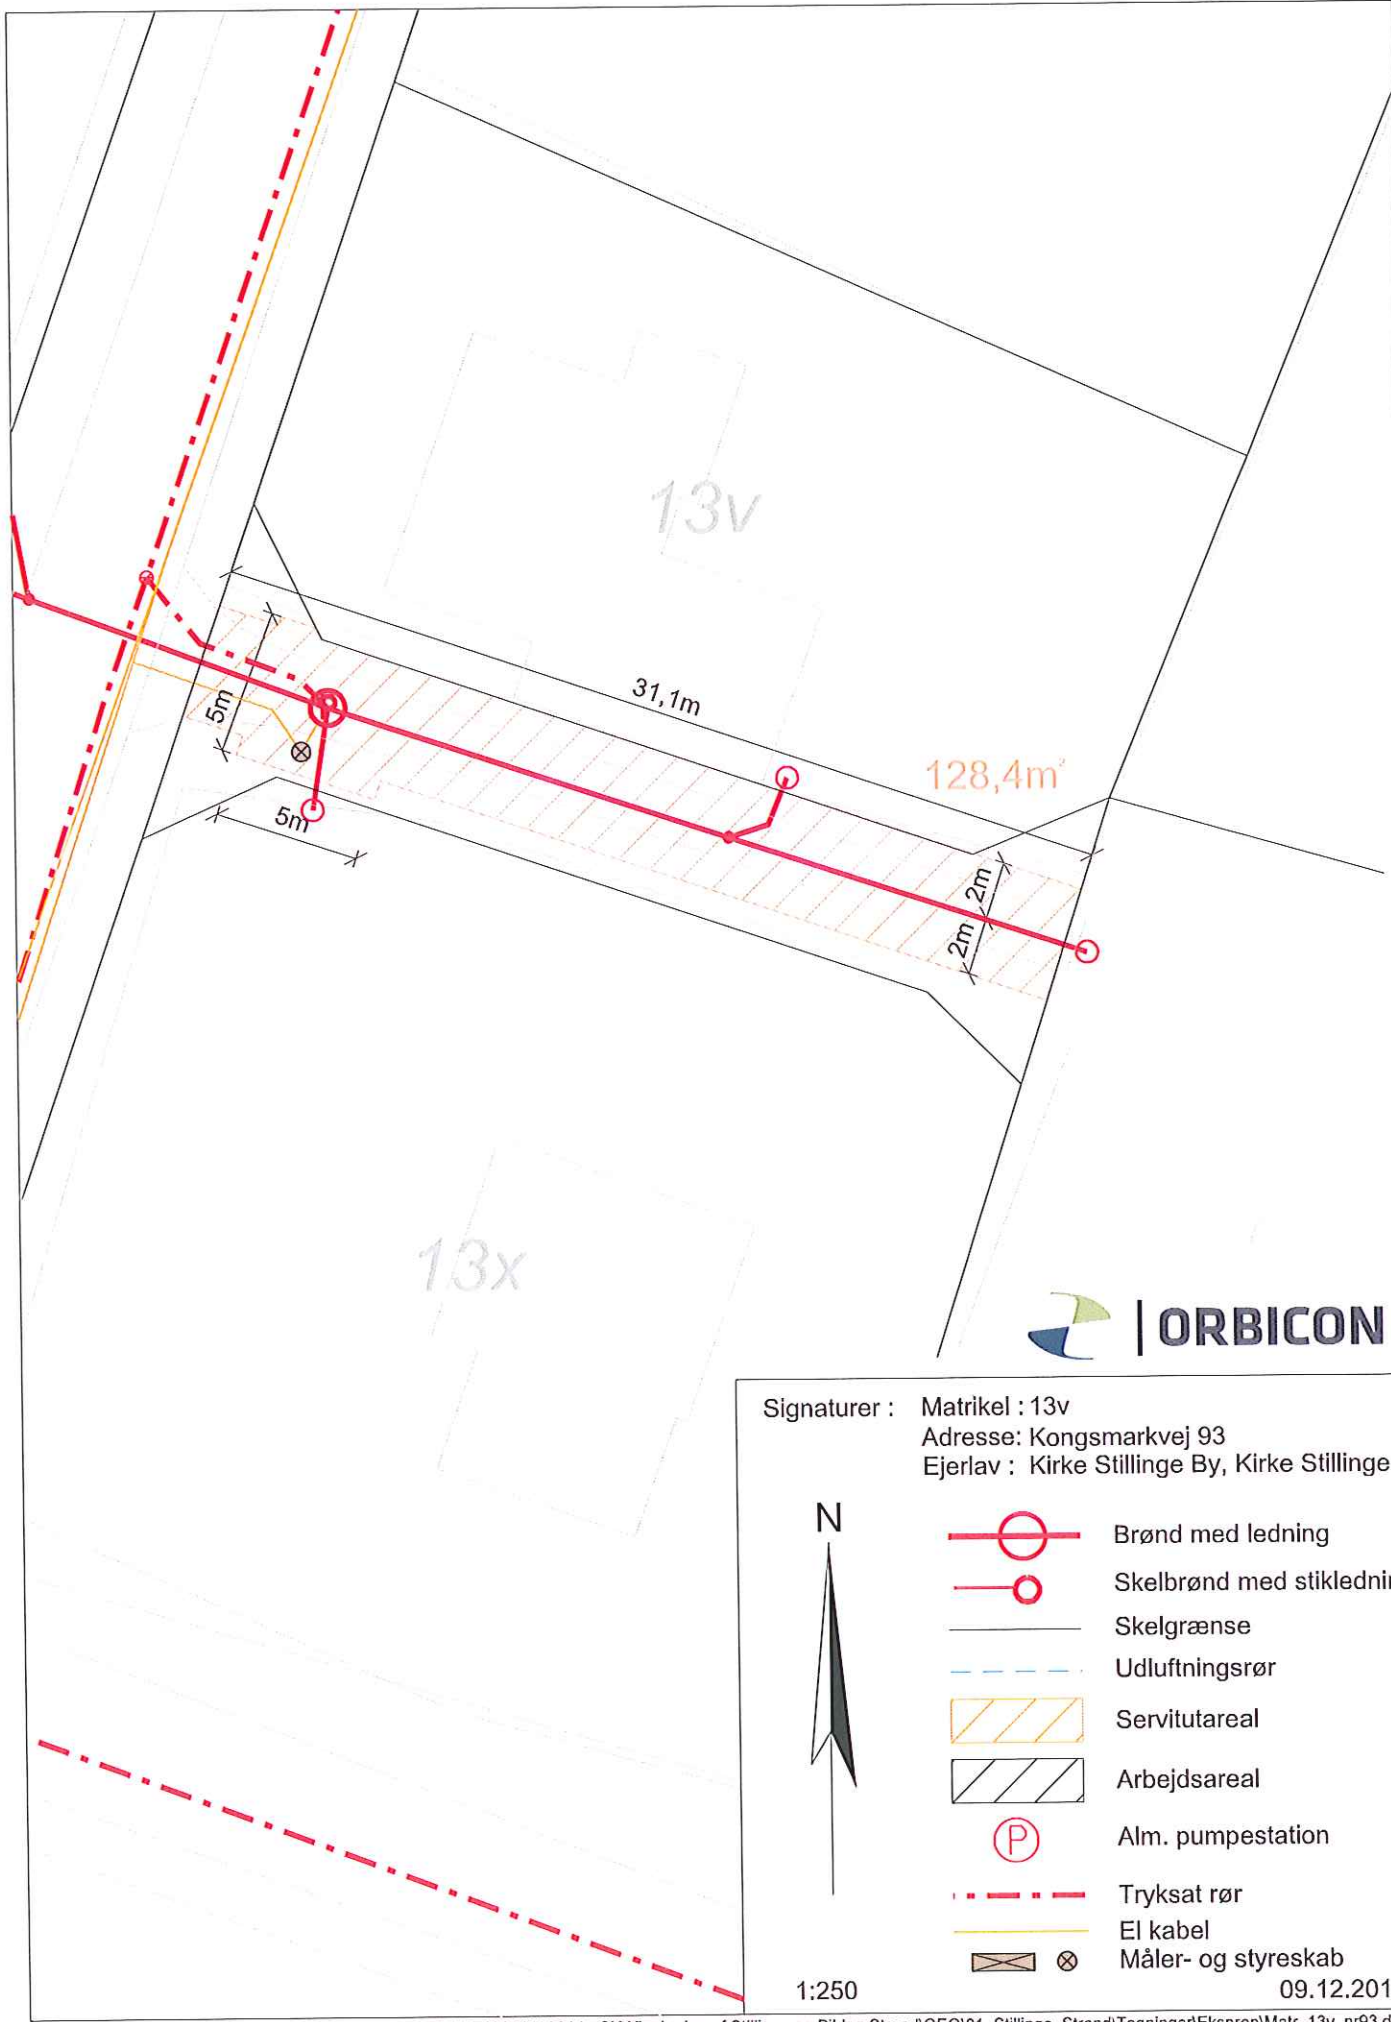 13v
31,1m
5m
128,4m²
5m
2m
2m
13x
ORBICON
Signaturer : Matrikel : 13v
Adresse: Kongsmarkvej 93
Ejerlav : Kirke Stillinge By, Kirke Stillinge
N
Brønd med ledning
Skelbrønd med stikledni
Skelgrænse
Udluftningsrør
Servitutareal
Arbejdsareal
P
Alm. pumpestation
Tryksat rør
El kabel
Måler- og styreskab
1:250
09.12.201